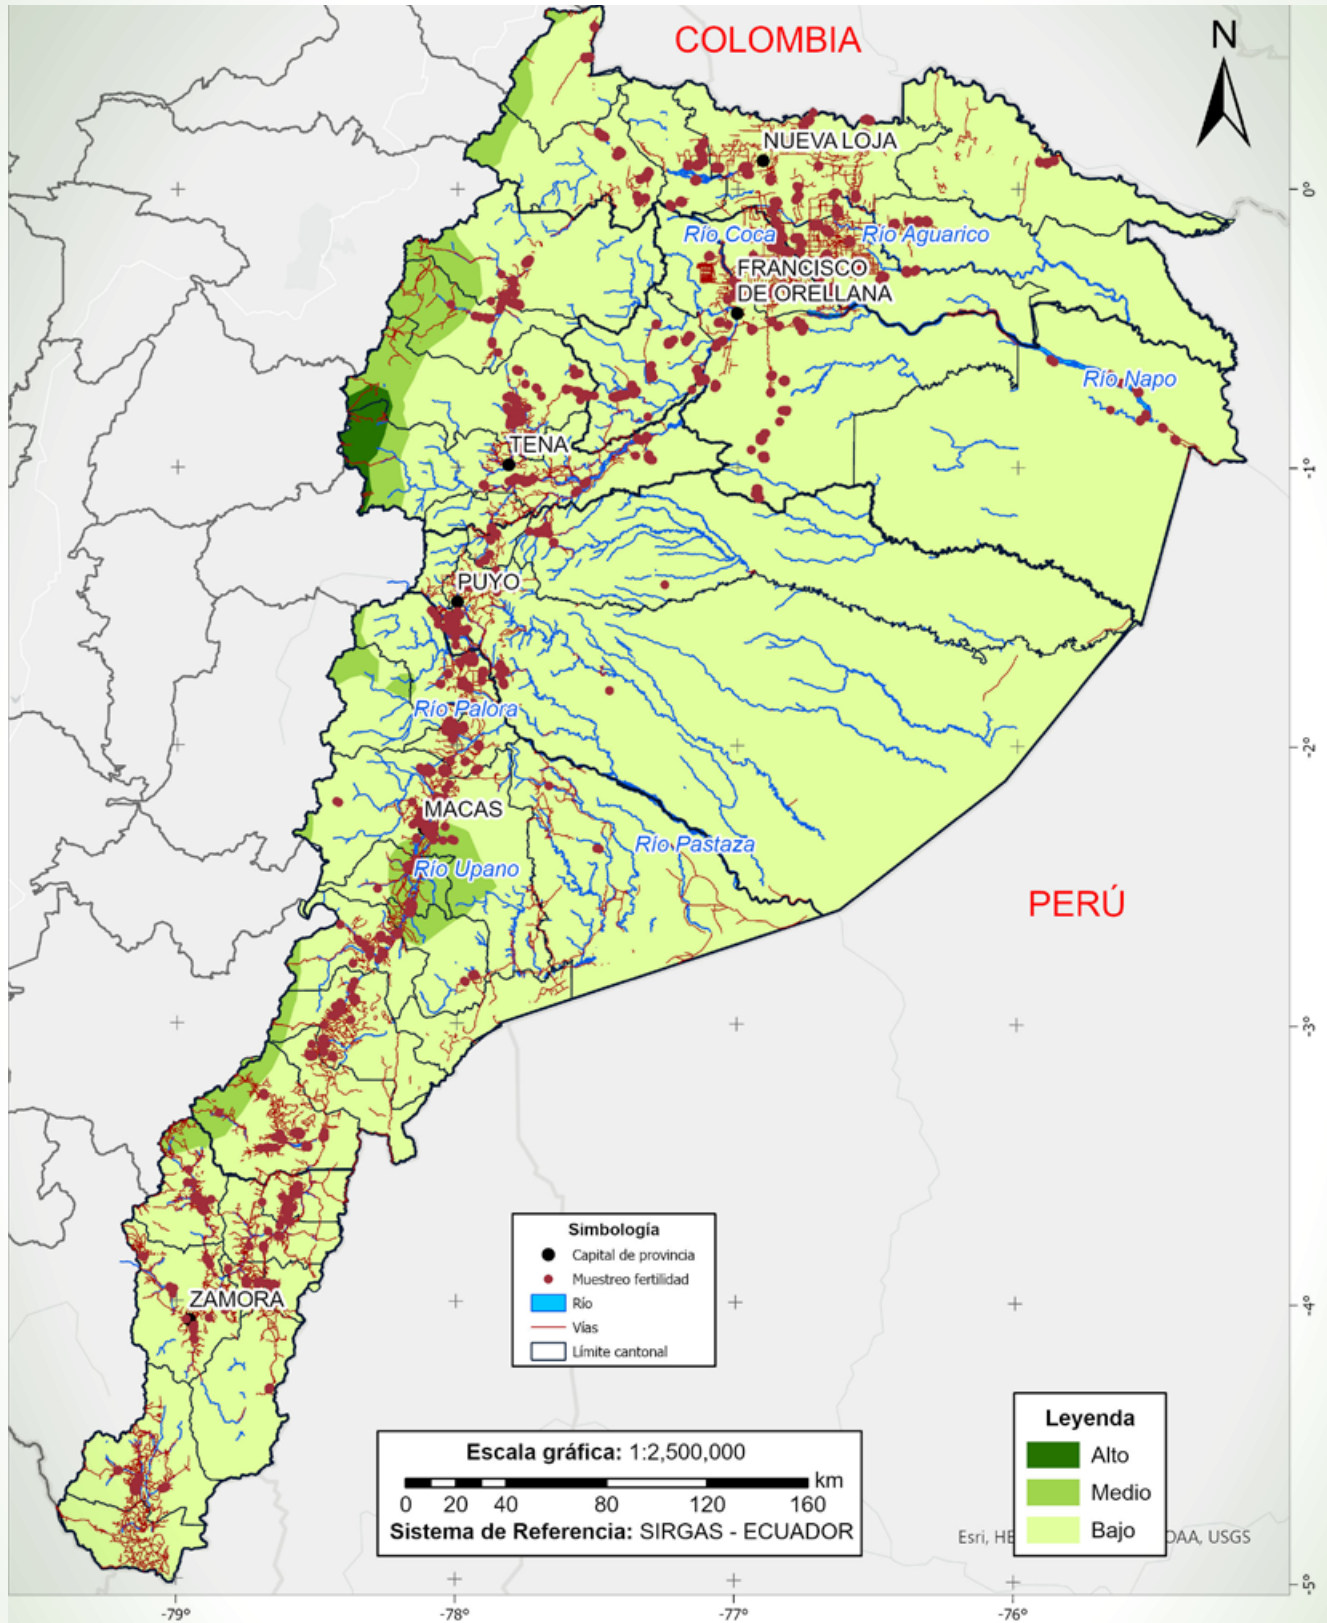 COLOMBIA
N
NUEVA LOJA
0°
Río Coca
Río Aguarico
FRANCISCO
DE ORELLANA
Río Napo
TENA
-1°
PUYO
Río Palora
-2°
MACAS
Río Pastaza
Río Upano
PERÚ
-3°
Simbología
Capital de provincia
Muestreo fertilidad
Río
Vías
Límite cantonal
ZAMORA
-4°
Leyenda
Alto
Medio
Bajo
Escala gráfica: 1:2,500,000
km
0 20 40 80 120 160
Sistema de Referencia: SIRGAS - ECUADOR
Esri, USGS
-5°
-79° -78° -77° -76°